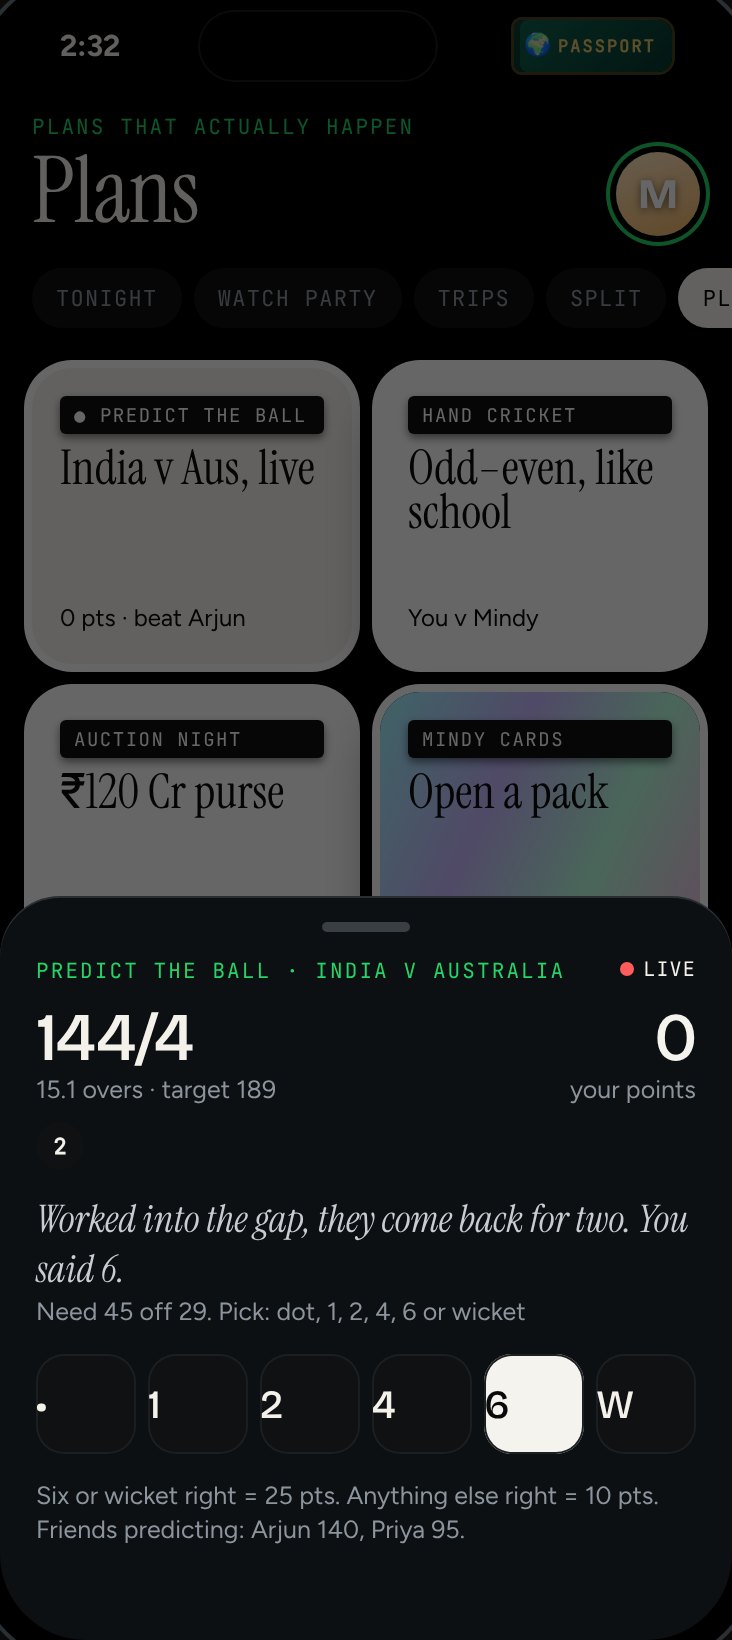 2:32
🌍 PASSPORT
PLANS THAT ACTUALLY HAPPEN
Plans
M
TONIGHT
WATCH PARTY
TRIPS
SPLIT
PL
● PREDICT THE BALL
India v Aus, live
0 pts · beat Arjun
HAND CRICKET
Odd–even, like
school
You v Mindy
AUCTION NIGHT
₹120 Cr purse
MINDY CARDS
Open a pack
PREDICT THE BALL · INDIA V AUSTRALIA
LIVE
144/4
0
15.1 overs · target 189
your points
2
Worked into the gap, they come back for two. You
said 6.
Need 45 off 29. Pick: dot, 1, 2, 4, 6 or wicket
•
1
2
4
6
W
Six or wicket right = 25 pts. Anything else right = 10 pts.
Friends predicting: Arjun 140, Priya 95.